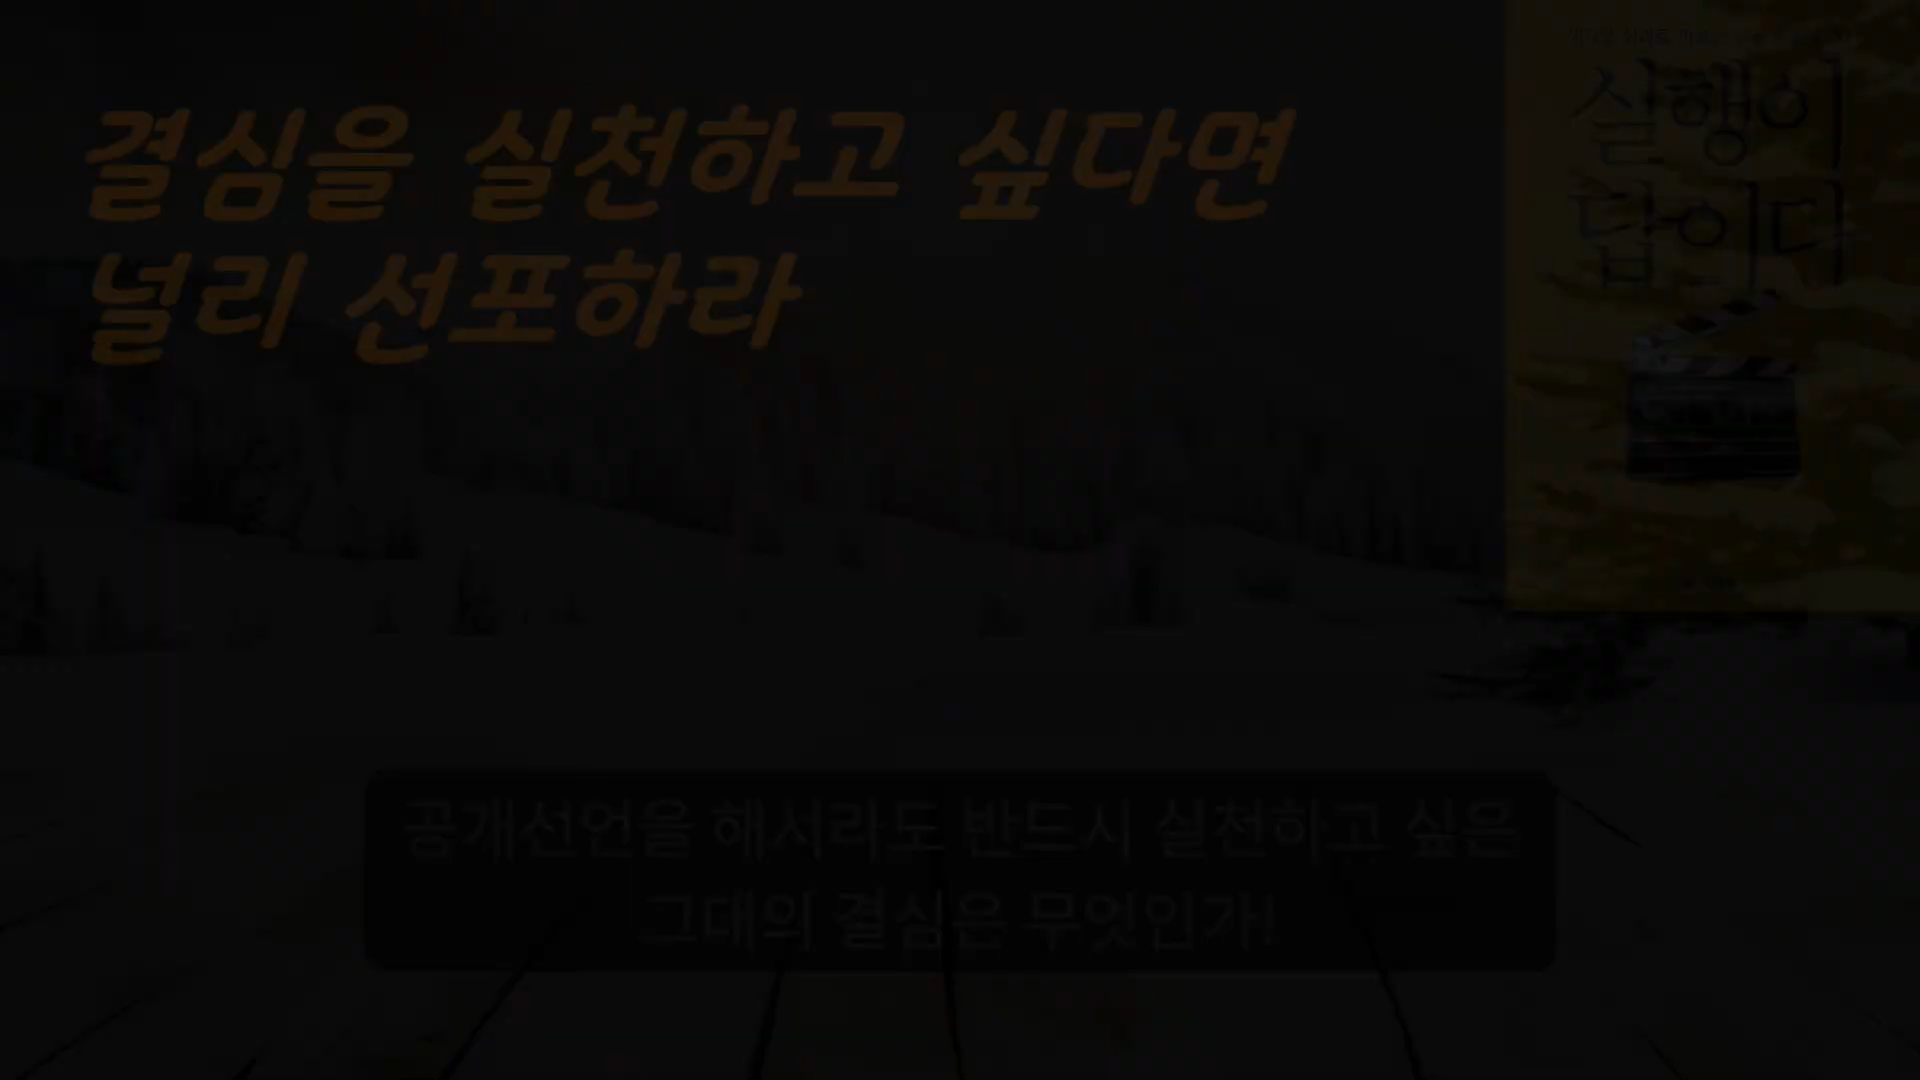 결심을 실천하고 싶다면
널리 선포하라
실행이
답이다
공개선언을 해서라도 반드시 실천하고 싶은
그대의 결심은 무엇인가!